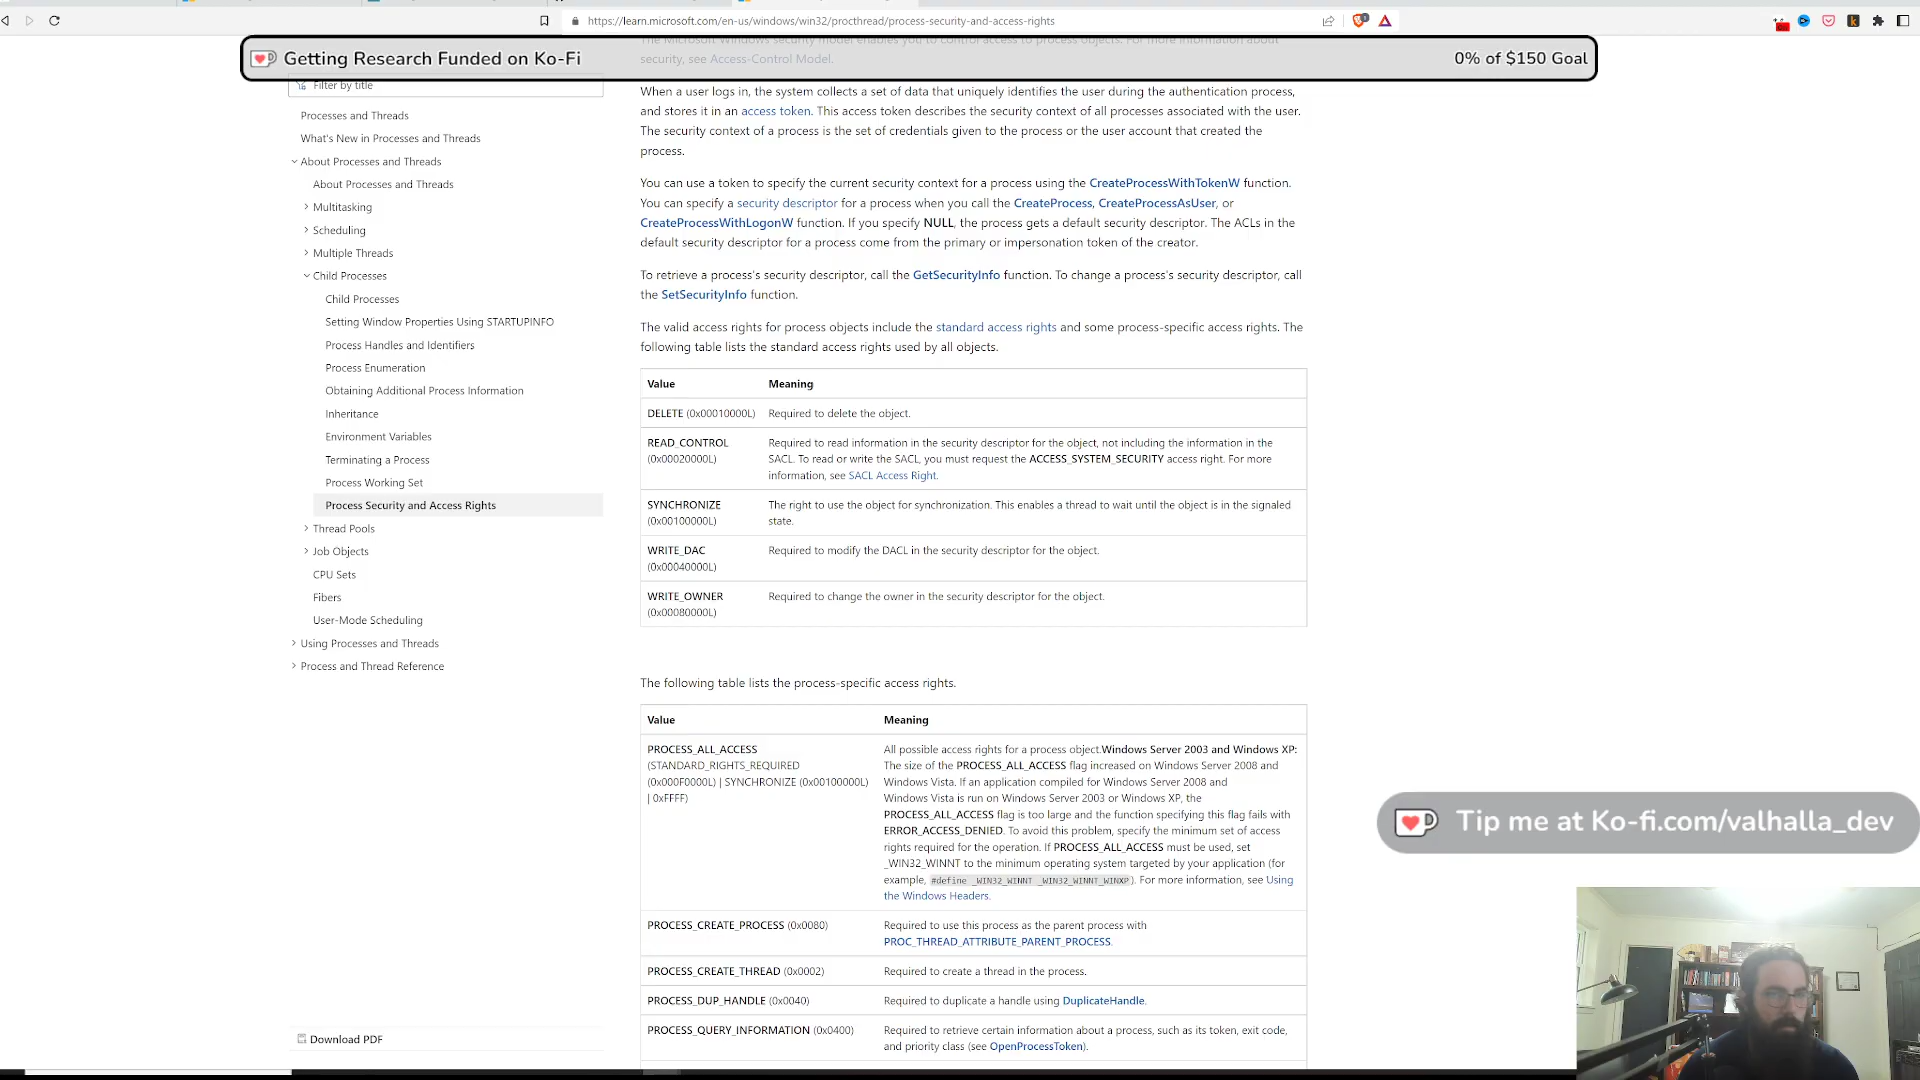 https://learn.microsoft.com/en-us/windows/win32/procthread/process-security-and-access-rights
Getting Research Funded on Ko-Fi
0% of $150 Goal
The Microsoft Windows security model enables you to control access to process objects. For more information about
security, see Access-Control Model.
Filter by title
Processes and Threads
What's New in Processes and Threads
About Processes and Threads
About Processes and Threads
Multitasking
Scheduling
Multiple Threads
Child Processes
Child Processes
Setting Window Properties Using STARTUPINFO
Process Handles and Identifiers
Process Enumeration
Obtaining Additional Process Information
Inheritance
Environment Variables
Terminating a Process
Process Working Set
Process Security and Access Rights
Thread Pools
Job Objects
CPU Sets
Fibers
User-Mode Scheduling
Using Processes and Threads
Process and Thread Reference
Download PDF
When a user logs in, the system collects a set of data that uniquely identifies the user during the authentication process,
and stores it in an access token. This access token describes the security context of all processes associated with the user.
The security context of a process is the set of credentials given to the process or the user account that created the
process.
You can use a token to specify the current security context for a process using the CreateProcessWithTokenW function.
You can specify a security descriptor for a process when you call the CreateProcess, CreateProcessAsUser, or
CreateProcessWithLogonW function. If you specify NULL, the process gets a default security descriptor. The ACLs in the
default security descriptor for a process come from the primary or impersonation token of the creator.
To retrieve a process's security descriptor, call the GetSecurityInfo function. To change a process's security descriptor, call
the SetSecurityInfo function.
The valid access rights for process objects include the standard access rights and some process-specific access rights. The
following table lists the standard access rights used by all objects.
Value Meaning
DELETE (0x00010000L) Required to delete the object.
READ_CONTROL
(0x00020000L)
Required to read information in the security descriptor for the object, not including the information in the
SACL. To read or write the SACL, you must request the ACCESS_SYSTEM_SECURITY access right. For more
information, see SACL Access Right.
SYNCHRONIZE
(0x00100000L)
The right to use the object for synchronization. This enables a thread to wait until the object is in the signaled
state.
WRITE_DAC
(0x00040000L)
Required to modify the DACL in the security descriptor for the object.
WRITE_OWNER
(0x00080000L)
Required to change the owner in the security descriptor for the object.
The following table lists the process-specific access rights.
Value Meaning
PROCESS_ALL_ACCESS
(STANDARD_RIGHTS_REQUIRED
(0x000F0000L) | SYNCHRONIZE (0x00100000L)
| 0xFFFF)
All possible access rights for a process object.Windows Server 2003 and Windows XP:
The size of the PROCESS_ALL_ACCESS flag increased on Windows Server 2008 and
Windows Vista. If an application compiled for Windows Server 2008 and
Windows Vista is run on Windows Server 2003 or Windows XP, the
PROCESS_ALL_ACCESS flag is too large and the function specifying this flag fails with
ERROR_ACCESS_DENIED. To avoid this problem, specify the minimum set of access
rights required for the operation. If PROCESS_ALL_ACCESS must be used, set
_WIN32_WINNT to the minimum operating system targeted by your application (for
example, #define _WIN32_WINNT _WIN32_WINNT_WINXP). For more information, see Using
the Windows Headers.
PROCESS_CREATE_PROCESS (0x0080)
Required to use this process as the parent process with
PROC_THREAD_ATTRIBUTE_PARENT_PROCESS.
PROCESS_CREATE_THREAD (0x0002) Required to create a thread in the process.
PROCESS_DUP_HANDLE (0x0040) Required to duplicate a handle using DuplicateHandle.
PROCESS_QUERY_INFORMATION (0x0400)
Required to retrieve certain information about a process, such as its token, exit code,
and priority class (see OpenProcessToken).
Tip me at Ko-fi.com/valhalla_dev